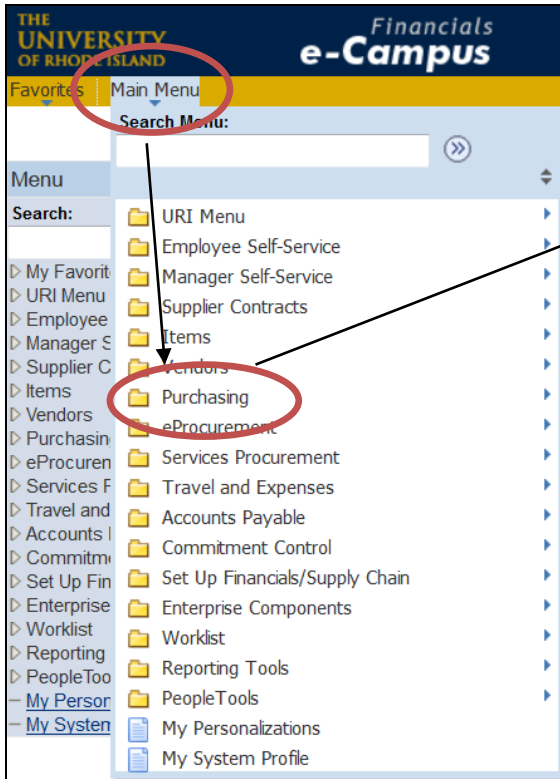 THE
UNIVERSITY
OF RHODE ISLAND
Financials
e-Campus
Favorites
Main Menu
Search Menu:
Menu
Search:
My Favorit
URI Menu
Employee
Manager S
Supplier C
Items
Vendors
Purchasin
eProcuren
Services F
Travel and
Accounts
Commitm
Set Up Fin
Enterprise
Worklist
Reporting
PeopleToo
My Person
My System
URI Menu
Employee Self-Service
Manager Self-Service
Supplier Contracts
Items
Vendors
Purchasing
eProcurement
Services Procurement
Travel and Expenses
Accounts Payable
Commitment Control
Set Up Financials/Supply Chain
Enterprise Components
Worklist
Reporting Tools
PeopleTools
My Personalizations
My System Profile